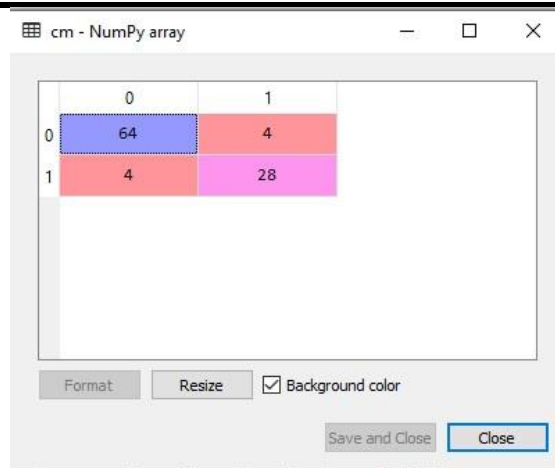 cm - NumPy array
0 1
0 64 4
1 4 28
Format Resize Background color
Save and Close Close